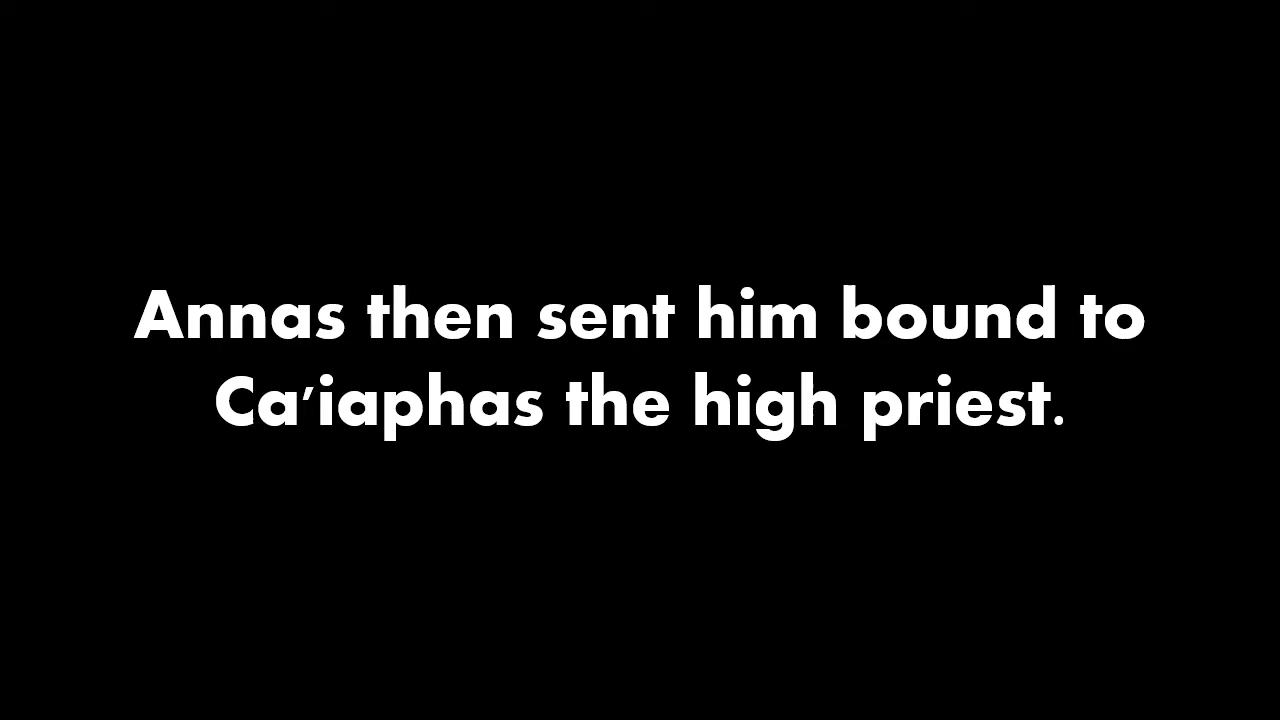 Annas then sent him bound to
Ca'iaphas the high priest.